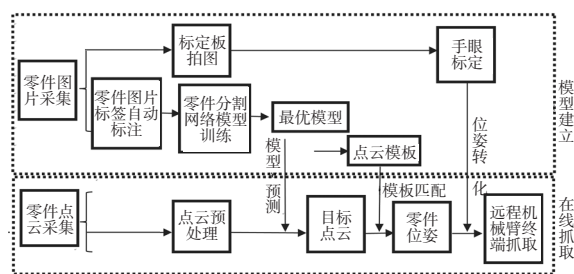 标定板
拍图
手眼
标定
零件图
片采集
零件图片
标签自动
标注
零件分割
网络模型
训练
最优模型
模型建立
模型预测
点云模板
位姿转化
模板匹配
零件点
云采集
点云预
处理
目标
点云
零件
位姿
远程机
械臂终
端抓取
在线抓取